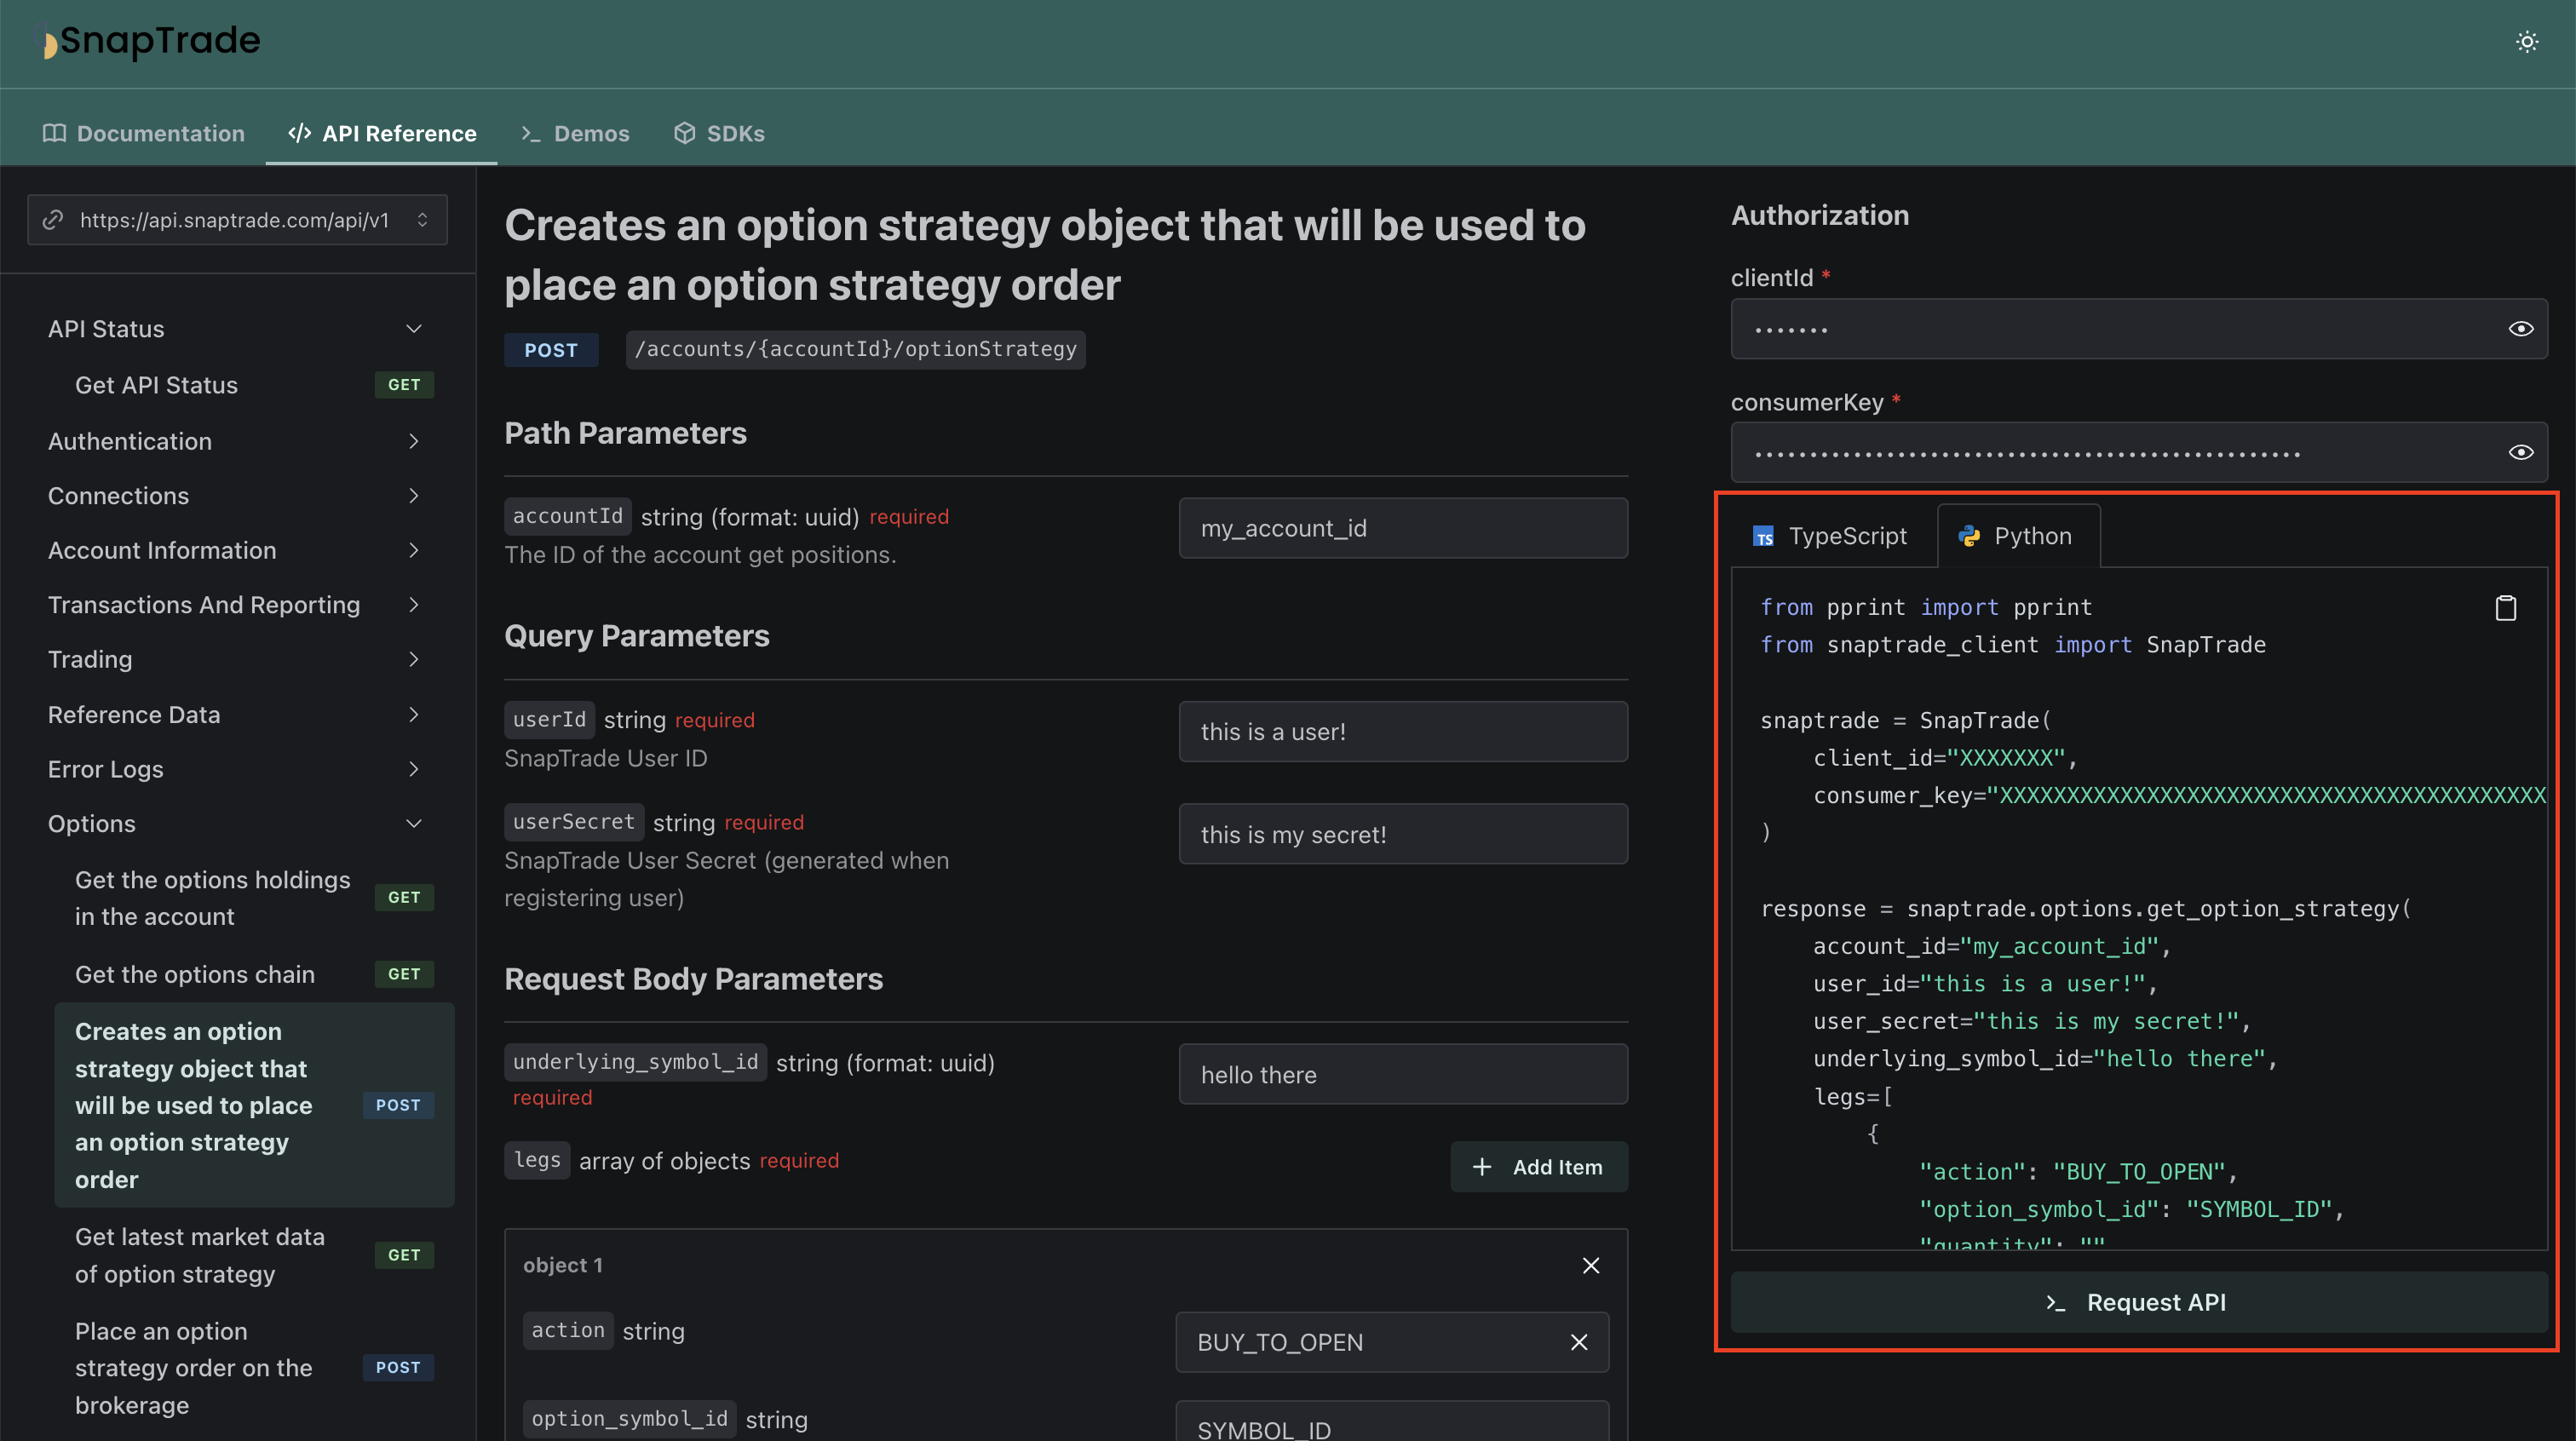 SnapTrade
Documentation
API Reference
Demos
SDKs
https://api.snaptrade.com/api/v1
API Status
Get API Status GET
Authentication
Connections
Account Information
Transactions And Reporting
Trading
Reference Data
Error Logs
Options
Get the options holdings
in the account
GET
Get the options chain GET
Creates an option
strategy object that
will be used to place
an option strategy
order
POST
Get latest market data
of option strategy
GET
Place an option
strategy order on the
brokerage
POST
Creates an option strategy object that will be used to
place an option strategy order
POST /accounts/{accountId}/optionStrategy
Path Parameters
accountId string (format: uuid) required
The ID of the account get positions.
my_account_id
Query Parameters
userId string required
SnapTrade User ID
this is a user!
userSecret string required
SnapTrade User Secret (generated when
registering user)
this is my secret!
Request Body Parameters
underlying_symbol_id string (format: uuid)
required
hello there
legs array of objects required
Add Item
object 1
action string
BUY_TO_OPEN
option_symbol_id string
SYMBOL_ID
Authorization
clientId *
•••••••
consumerKey *
TypeScript
Python
from pprint import pprint
from snaptrade_client import SnapTrade
snaptrade = SnapTrade(
client_id="XXXXXXX",
consumer_key="XXXXXXXXXXXXXXXXXXXXXXXXXXXXXXXXXXXXXXXXX
)
response = snaptrade.options.get_option_strategy(
account_id="my_account_id",
user_id="this is a user!",
user_secret="this is my secret!",
underlying_symbol_id="hello there",
legs=[
{
"action": "BUY_TO_OPEN",
"option_symbol_id": "SYMBOL_ID",
"quantity": ""
Request API